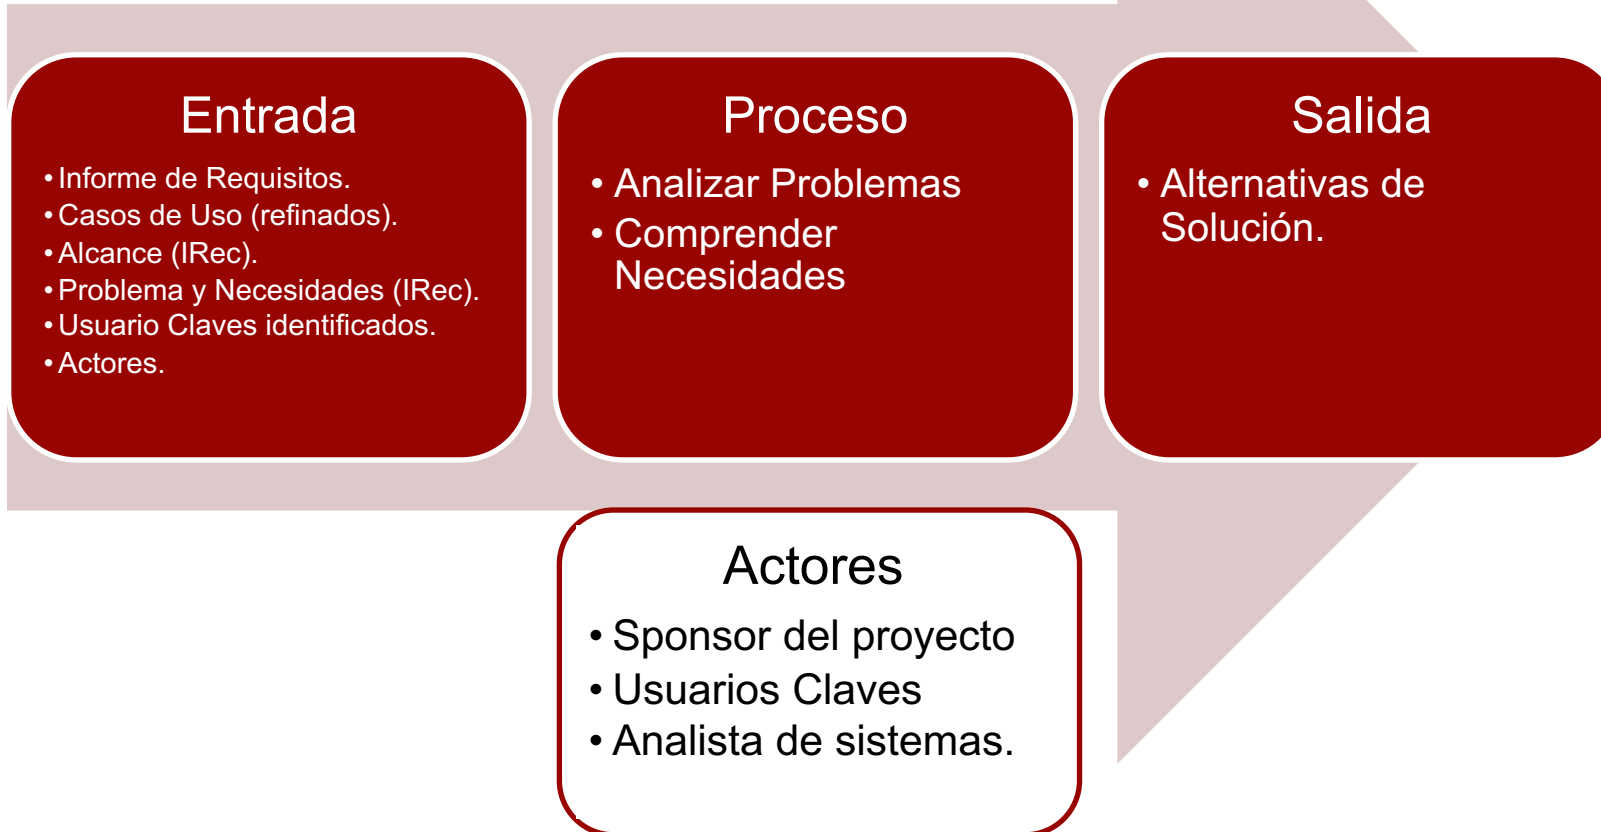 Entrada
• Informe de Requisitos.
• Casos de Uso (refinados).
• Alcance (IRec).
• Problema y Necesidades (IRec).
• Usuario Claves identificados.
• Actores.
Proceso
• Analizar Problemas
• Comprender
Necesidades
Salida
• Alternativas de
Solución.
Actores
• Sponsor del proyecto
• Usuarios Claves
• Analista de sistemas.